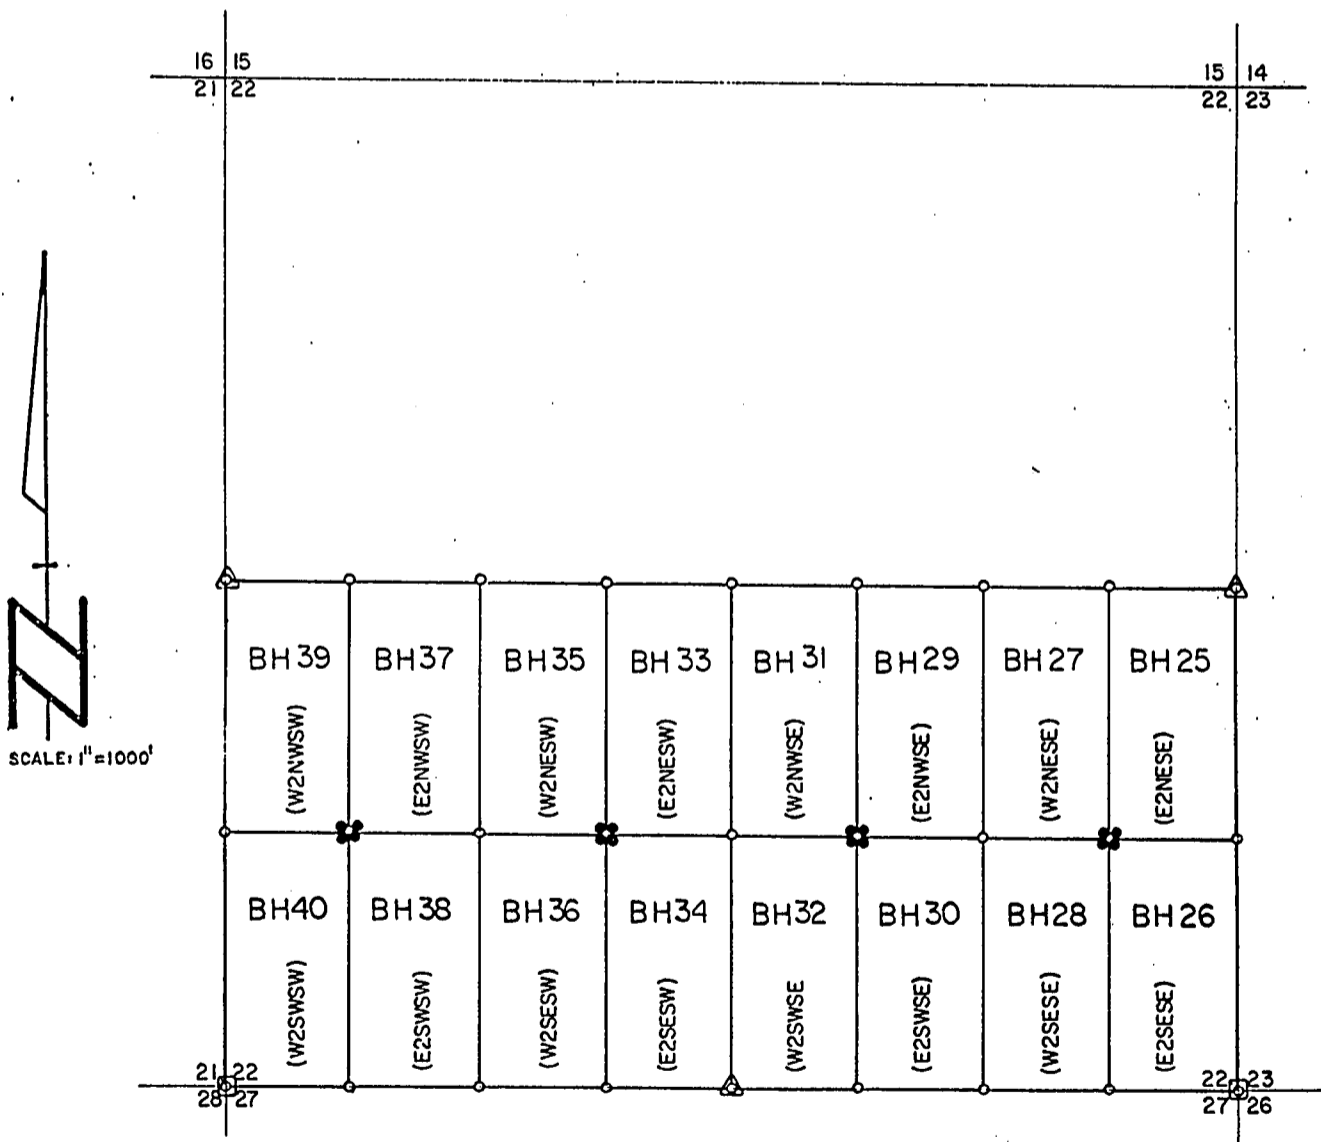 16 15
21 22
15 14
22 23
SCALE: 1"=1000'
BH 39
BH 37
BH 35
BH 33
BH 31
BH 29
BH 27
BH 25
(W2NWSW)
(E2NWSW)
(W2NESW)
(E2NESW)
(W2NWSE)
(E2NWSE)
(W2NESE)
(E2NESE)
BH40
BH 38
BH 36
BH34
BH 32
BH 30
BH 28
BH 26
(W2SWSW)
(E2SWSW)
(W2SESW)
(E2SESW)
(W2SWSE
(E2SWSE)
(W2SESE)
(E2SESE)
21 22
28 27
22 23
27 26